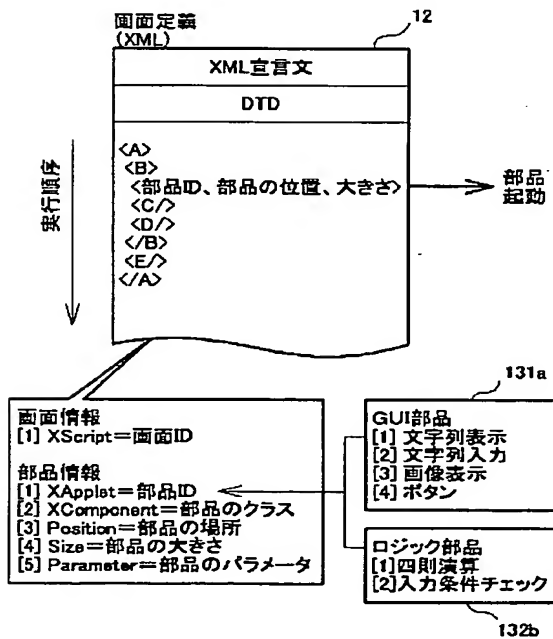 画面定義
(XML)
12
XML宣言文
DTD
実行順序
<A>
<B>
<部品ID、部品の位置、大きさ>
<C/>
<D/>
</B>
<E/>
</A>
部品
起動
画面情報
[1] XScript=画面ID
部品情報
[1] XApplet=部品ID
[2] XComponent=部品のクラス
[3] Position=部品の場所
[4] Size=部品の大きさ
[5] Parameter=部品のパラメータ
131a
GUI部品
[1] 文字列表示
[2] 文字列入力
[3] 画像表示
[4] ボタン
ロジック部品
[1]四則演算
[2]入力条件チェック
132b